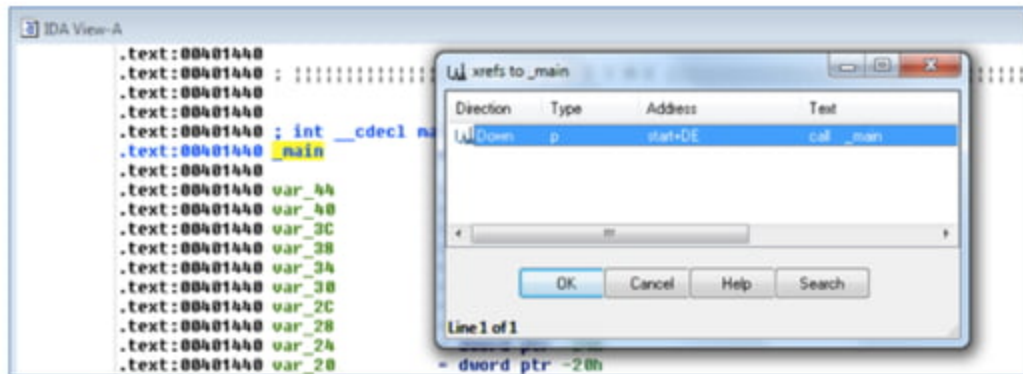 IDA View-A
.text:00401440
.text:00401440 ; ¦¦¦¦¦¦¦¦¦¦¦¦¦
.text:00401440
.text:00401440
.text:00401440 ; int __cdecl ma
.text:00401440 _main
.text:00401440
.text:00401440 var_44
.text:00401440 var_40
.text:00401440 var_3C
.text:00401440 var_38
.text:00401440 var_34
.text:00401440 var_30
.text:00401440 var_2C
.text:00401440 var_28
.text:00401440 var_24
.text:00401440 var_20 = dword ptr -20h
xrefs to _main
Direction Type Address Text
Down p start+DE call _main
OK Cancel Help Search
Line 1 of 1